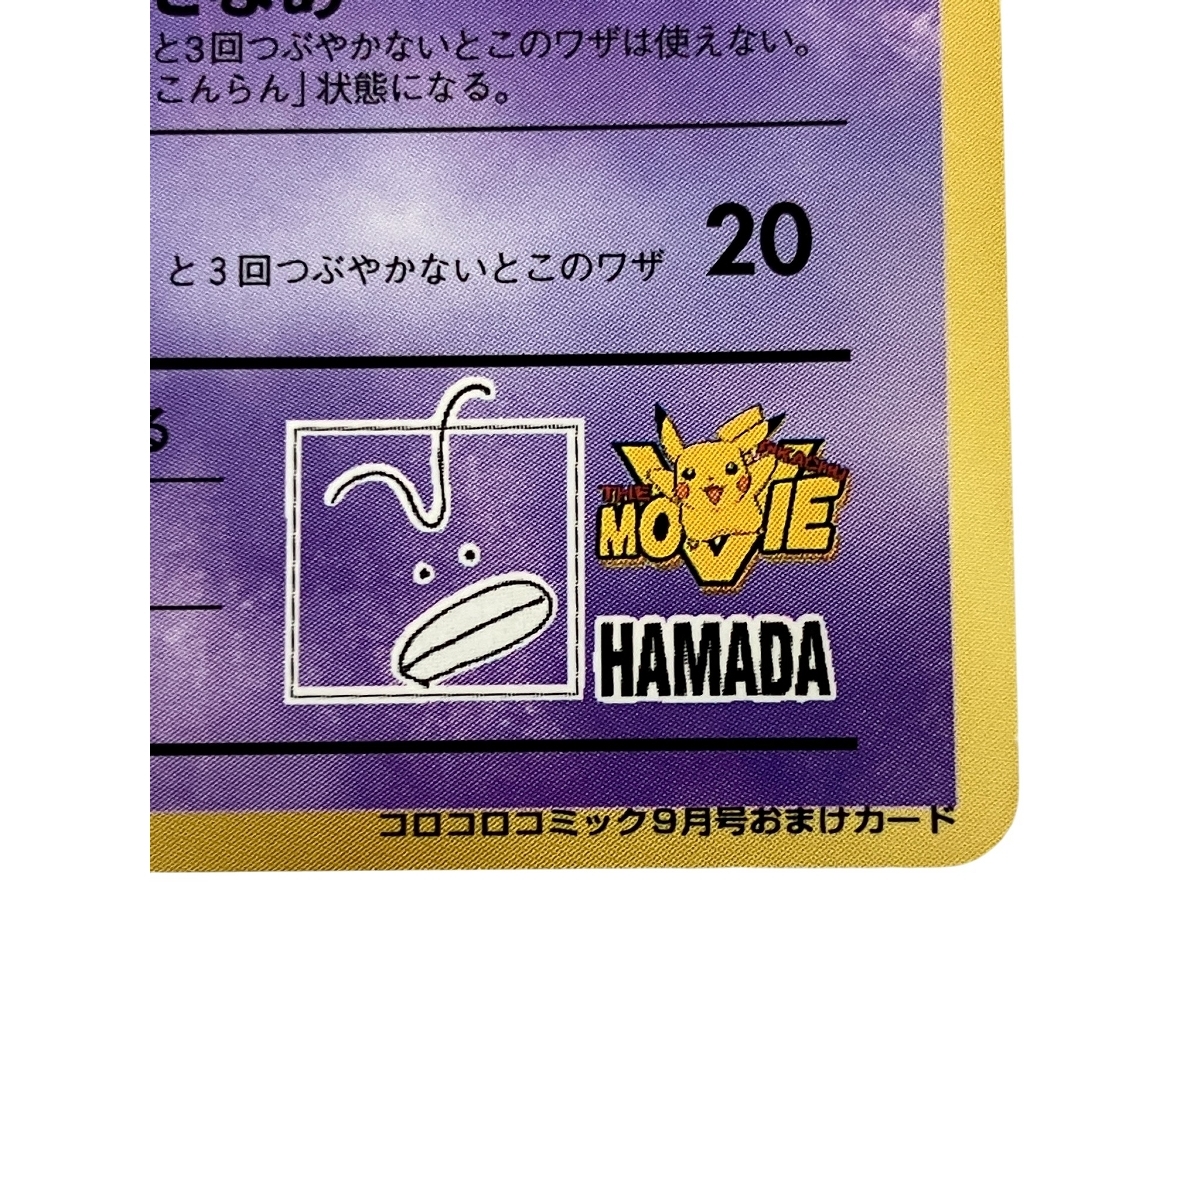 と3回つぶやかないとこのワザは使えない。
こんらん」状態になる。
と3回つぶやかないとこのワザ
20
る
THE
PIKACHU
MOVIE
HAMADA
コロコロコミック9月号おまけカード